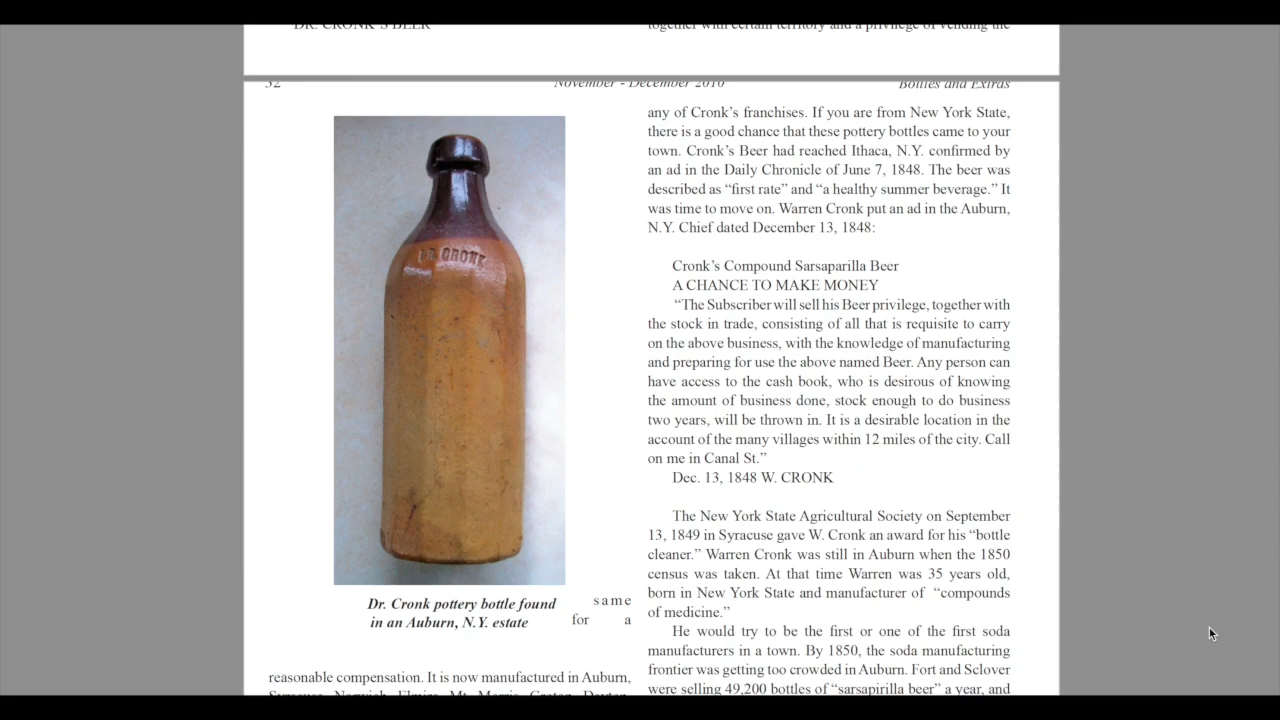 DR. CRONK'S BEER
together with certain territory and a privilege of vending the
52
November - December 2010
Bottles and Extras
DR. CRONK
Dr. Cronk pottery bottle found
in an Auburn, N.Y. estate
same
for a
reasonable compensation. It is now manufactured in Auburn,
Syracuse, Norwich, Elmira, Mt. Morris, Groton, Dayton,
any of Cronk's franchises. If you are from New York State,
there is a good chance that these pottery bottles came to your
town. Cronk's Beer had reached Ithaca, N.Y. confirmed by
an ad in the Daily Chronicle of June 7, 1848. The beer was
described as “first rate” and “a healthy summer beverage.” It
was time to move on. Warren Cronk put an ad in the Auburn,
N.Y. Chief dated December 13, 1848:
Cronk's Compound Sarsaparilla Beer
A CHANCE TO MAKE MONEY
“The Subscriber will sell his Beer privilege, together with
the stock in trade, consisting of all that is requisite to carry
on the above business, with the knowledge of manufacturing
and preparing for use the above named Beer. Any person can
have access to the cash book, who is desirous of knowing
the amount of business done, stock enough to do business
two years, will be thrown in. It is a desirable location in the
account of the many villages within 12 miles of the city. Call
on me in Canal St.”
Dec. 13, 1848 W. CRONK
The New York State Agricultural Society on September
13, 1849 in Syracuse gave W. Cronk an award for his “bottle
cleaner.” Warren Cronk was still in Auburn when the 1850
census was taken. At that time Warren was 35 years old,
born in New York State and manufacturer of “compounds
of medicine.”
He would try to be the first or one of the first soda
manufacturers in a town. By 1850, the soda manufacturing
frontier was getting too crowded in Auburn. Fort and Sclover
were selling 49,200 bottles of “sarsapirilla beer” a year, and